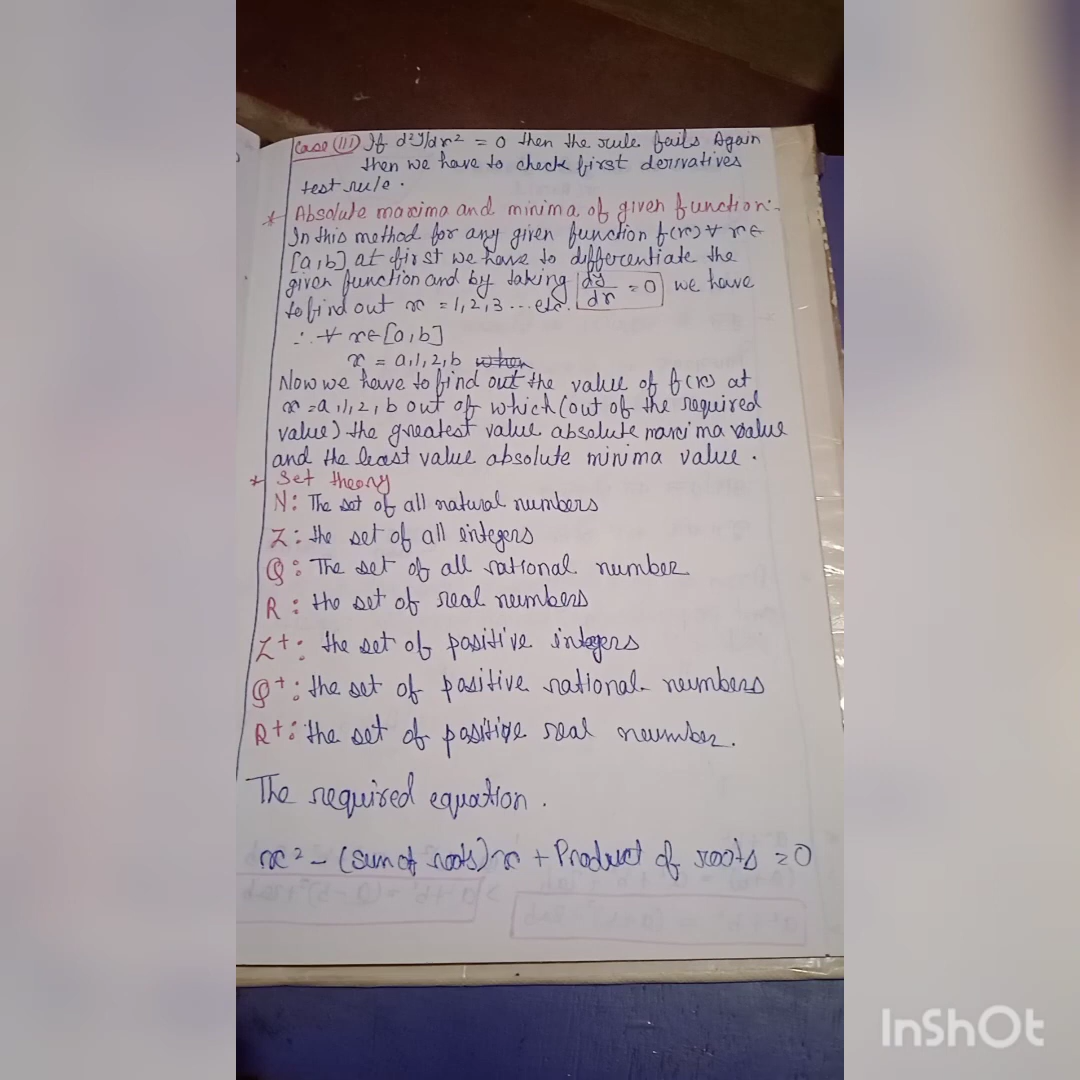 Case (III) If d²y/dx² = 0 then the rule fails Again
then we have to check first derivatives
test rule.
* Absolute maxima and minima of given function:-
In this method for any given function f(x) ∀ x ∈
[a,b] at first we have to differentiate the
given function and by taking dy/dx = 0 we have
to find out x = 1, 2, 3 ... etc.
∴ ∀ x ∈ [a,b]
x = a, 1, 2, b when
Now we have to find out the value of f(x) at
x = a, 1, 2, b out of which (out of the required
value) the greatest value absolute maxima value
and the least value absolute minima value.
* Set theory
N: The set of all natural numbers
Z: the set of all integers
Q: The set of all rational number
R: the set of real numbers
Z+: the set of positive integers
Q+: the set of positive rational numbers
R+: the set of positive real number.
The required equation.
x² - (sum of roots)x + Product of roots = 0
InShOt